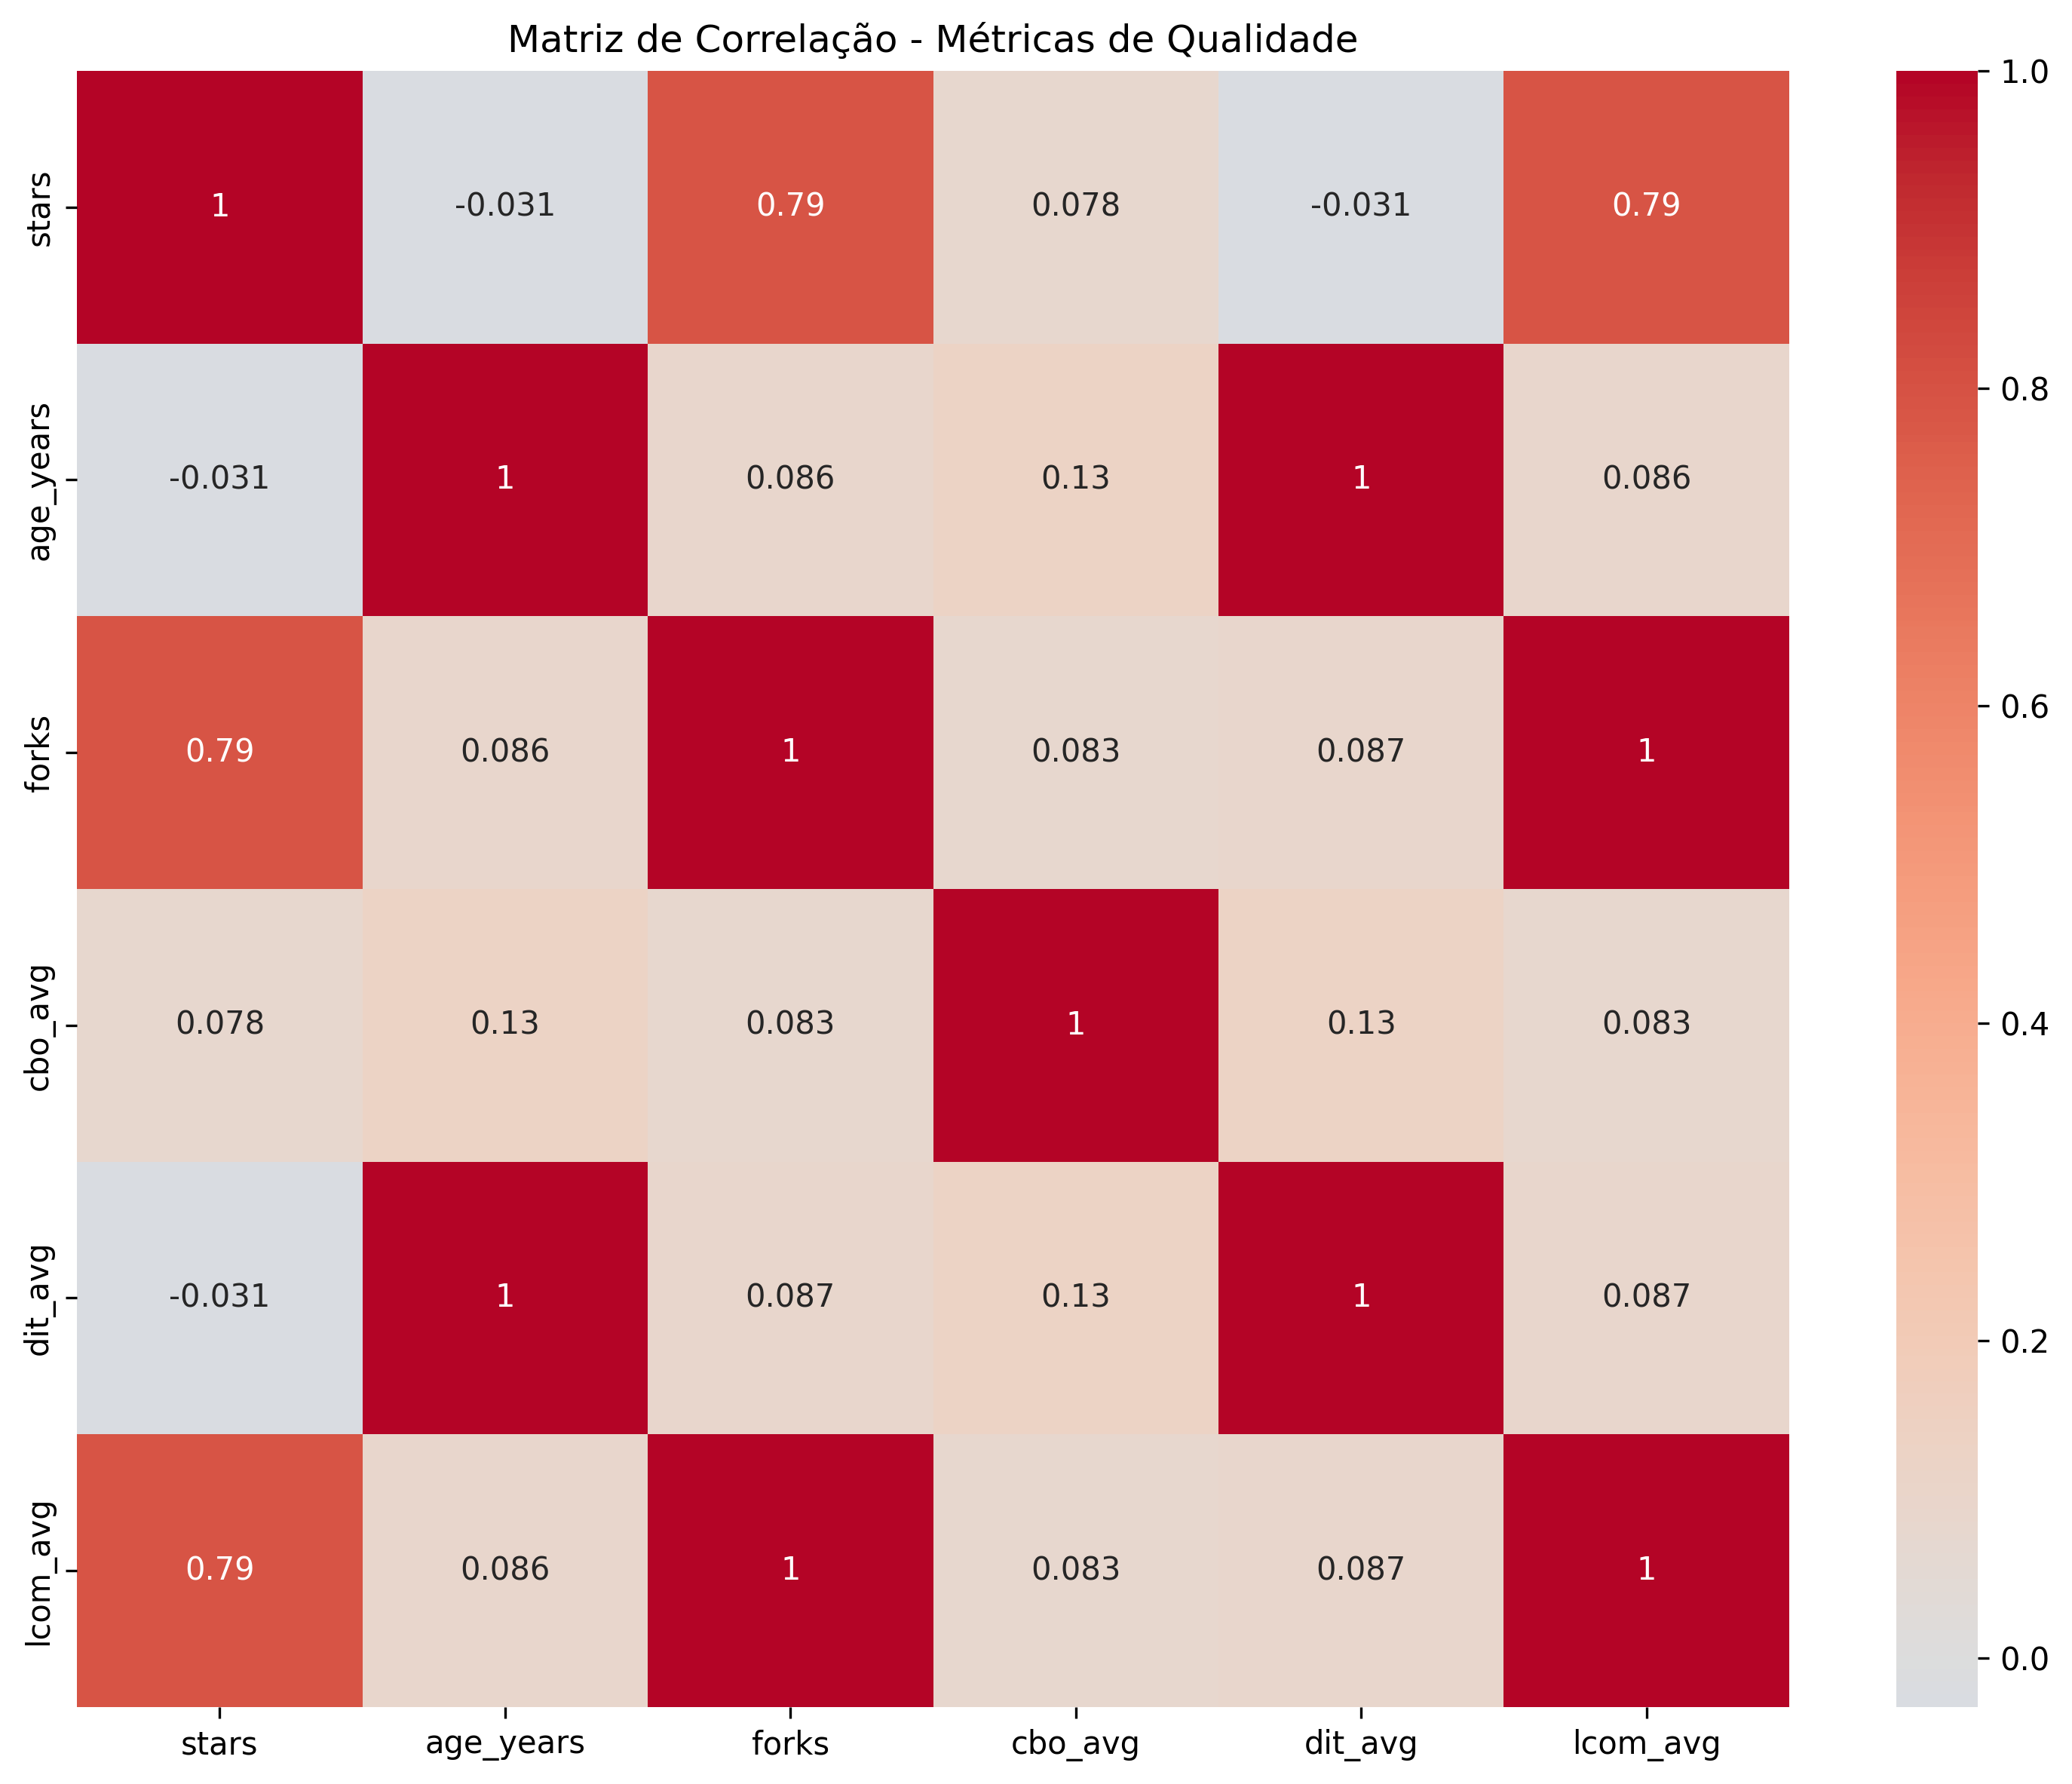 Matriz de Correlação - Métricas de Qualidade
stars 1 -0.031 0.79 0.078 -0.031 0.79
age_years -0.031 1 0.086 0.13 1 0.086
forks 0.79 0.086 1 0.083 0.087 1
cbo_avg 0.078 0.13 0.083 1 0.13 0.083
dit_avg -0.031 1 0.087 0.13 1 0.087
lcom_avg 0.79 0.086 1 0.083 0.087 1
stars age_years forks cbo_avg dit_avg lcom_avg
1.0
0.8
0.6
0.4
0.2
0.0